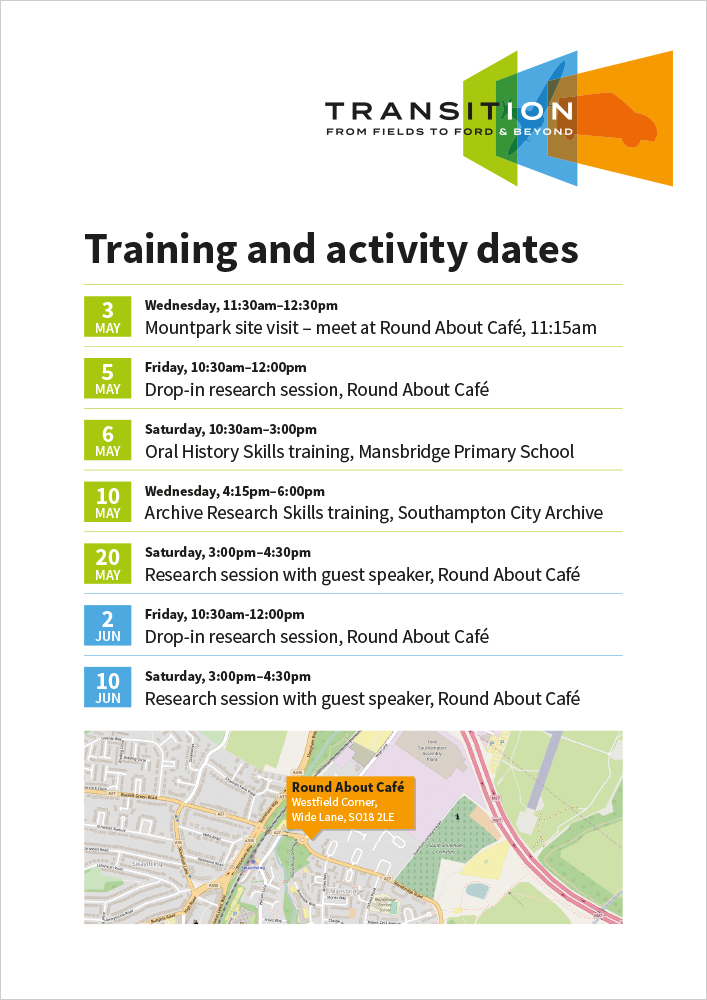 TRANSITION
FROM FIELDS TO FORD & BEYOND
Training and activity dates
3
MAY
Wednesday, 11:30am–12:30pm
Mountpark site visit – meet at Round About Café, 11:15am
5
MAY
Friday, 10:30am–12:00pm
Drop-in research session, Round About Café
6
MAY
Saturday, 10:30am–3:00pm
Oral History Skills training, Mansbridge Primary School
10
MAY
Wednesday, 4:15pm–6:00pm
Archive Research Skills training, Southampton City Archive
20
MAY
Saturday, 3:00pm–4:30pm
Research session with guest speaker, Round About Café
2
JUN
Friday, 10:30am-12:00pm
Drop-in research session, Round About Café
10
JUN
Saturday, 3:00pm–4:30pm
Research session with guest speaker, Round About Café
Ford
Southampton
Assembly
Plant
Round About Café
Westfield Corner,
Wide Lane, SO18 2LE
Swaythling
Mansbridge